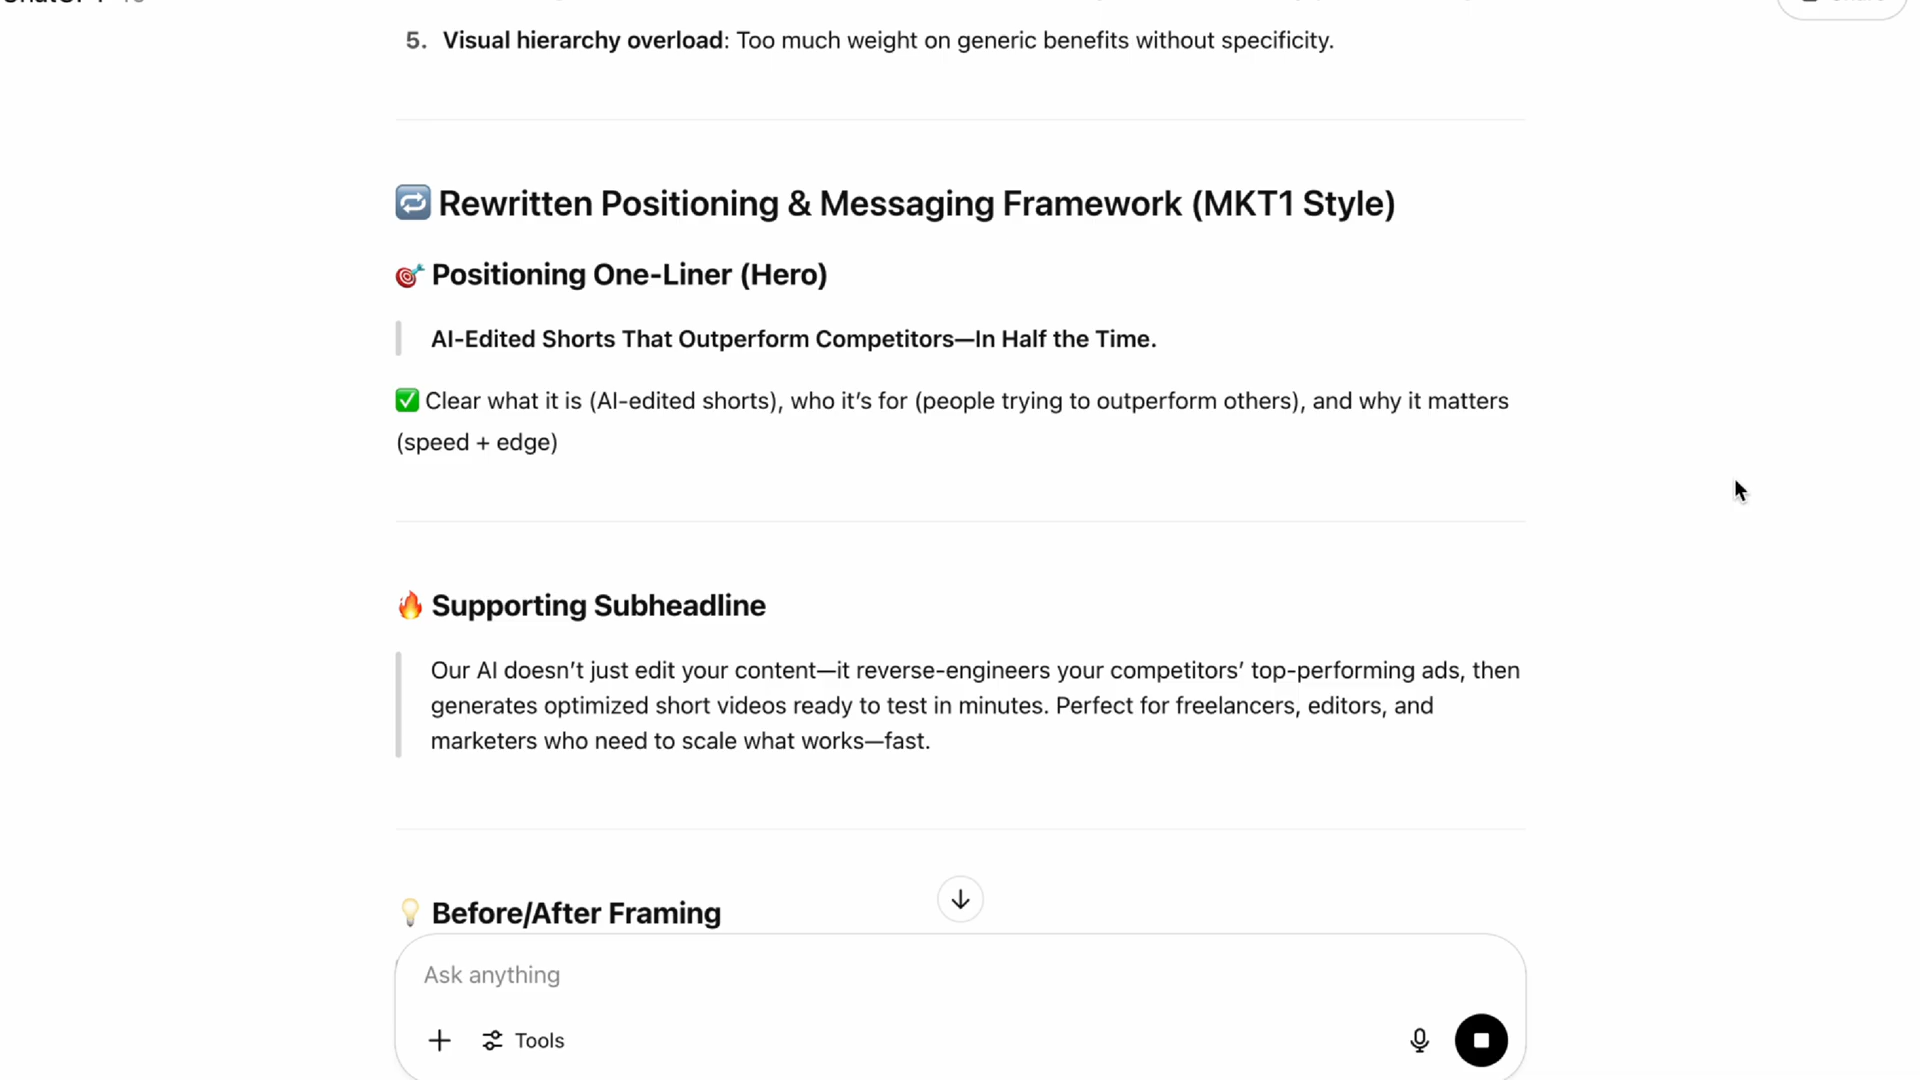 5. Visual hierarchy overload: Too much weight on generic benefits without specificity.
Rewritten Positioning & Messaging Framework (MKT1 Style)
Positioning One-Liner (Hero)
AI-Edited Shorts That Outperform Competitors—In Half the Time.
Clear what it is (AI-edited shorts), who it’s for (people trying to outperform others), and why it matters
(speed + edge)
Supporting Subheadline
Our AI doesn’t just edit your content—it reverse-engineers your competitors’ top-performing ads, then
generates optimized short videos ready to test in minutes. Perfect for freelancers, editors, and
marketers who need to scale what works—fast.
Before/After Framing
Ask anything
Tools